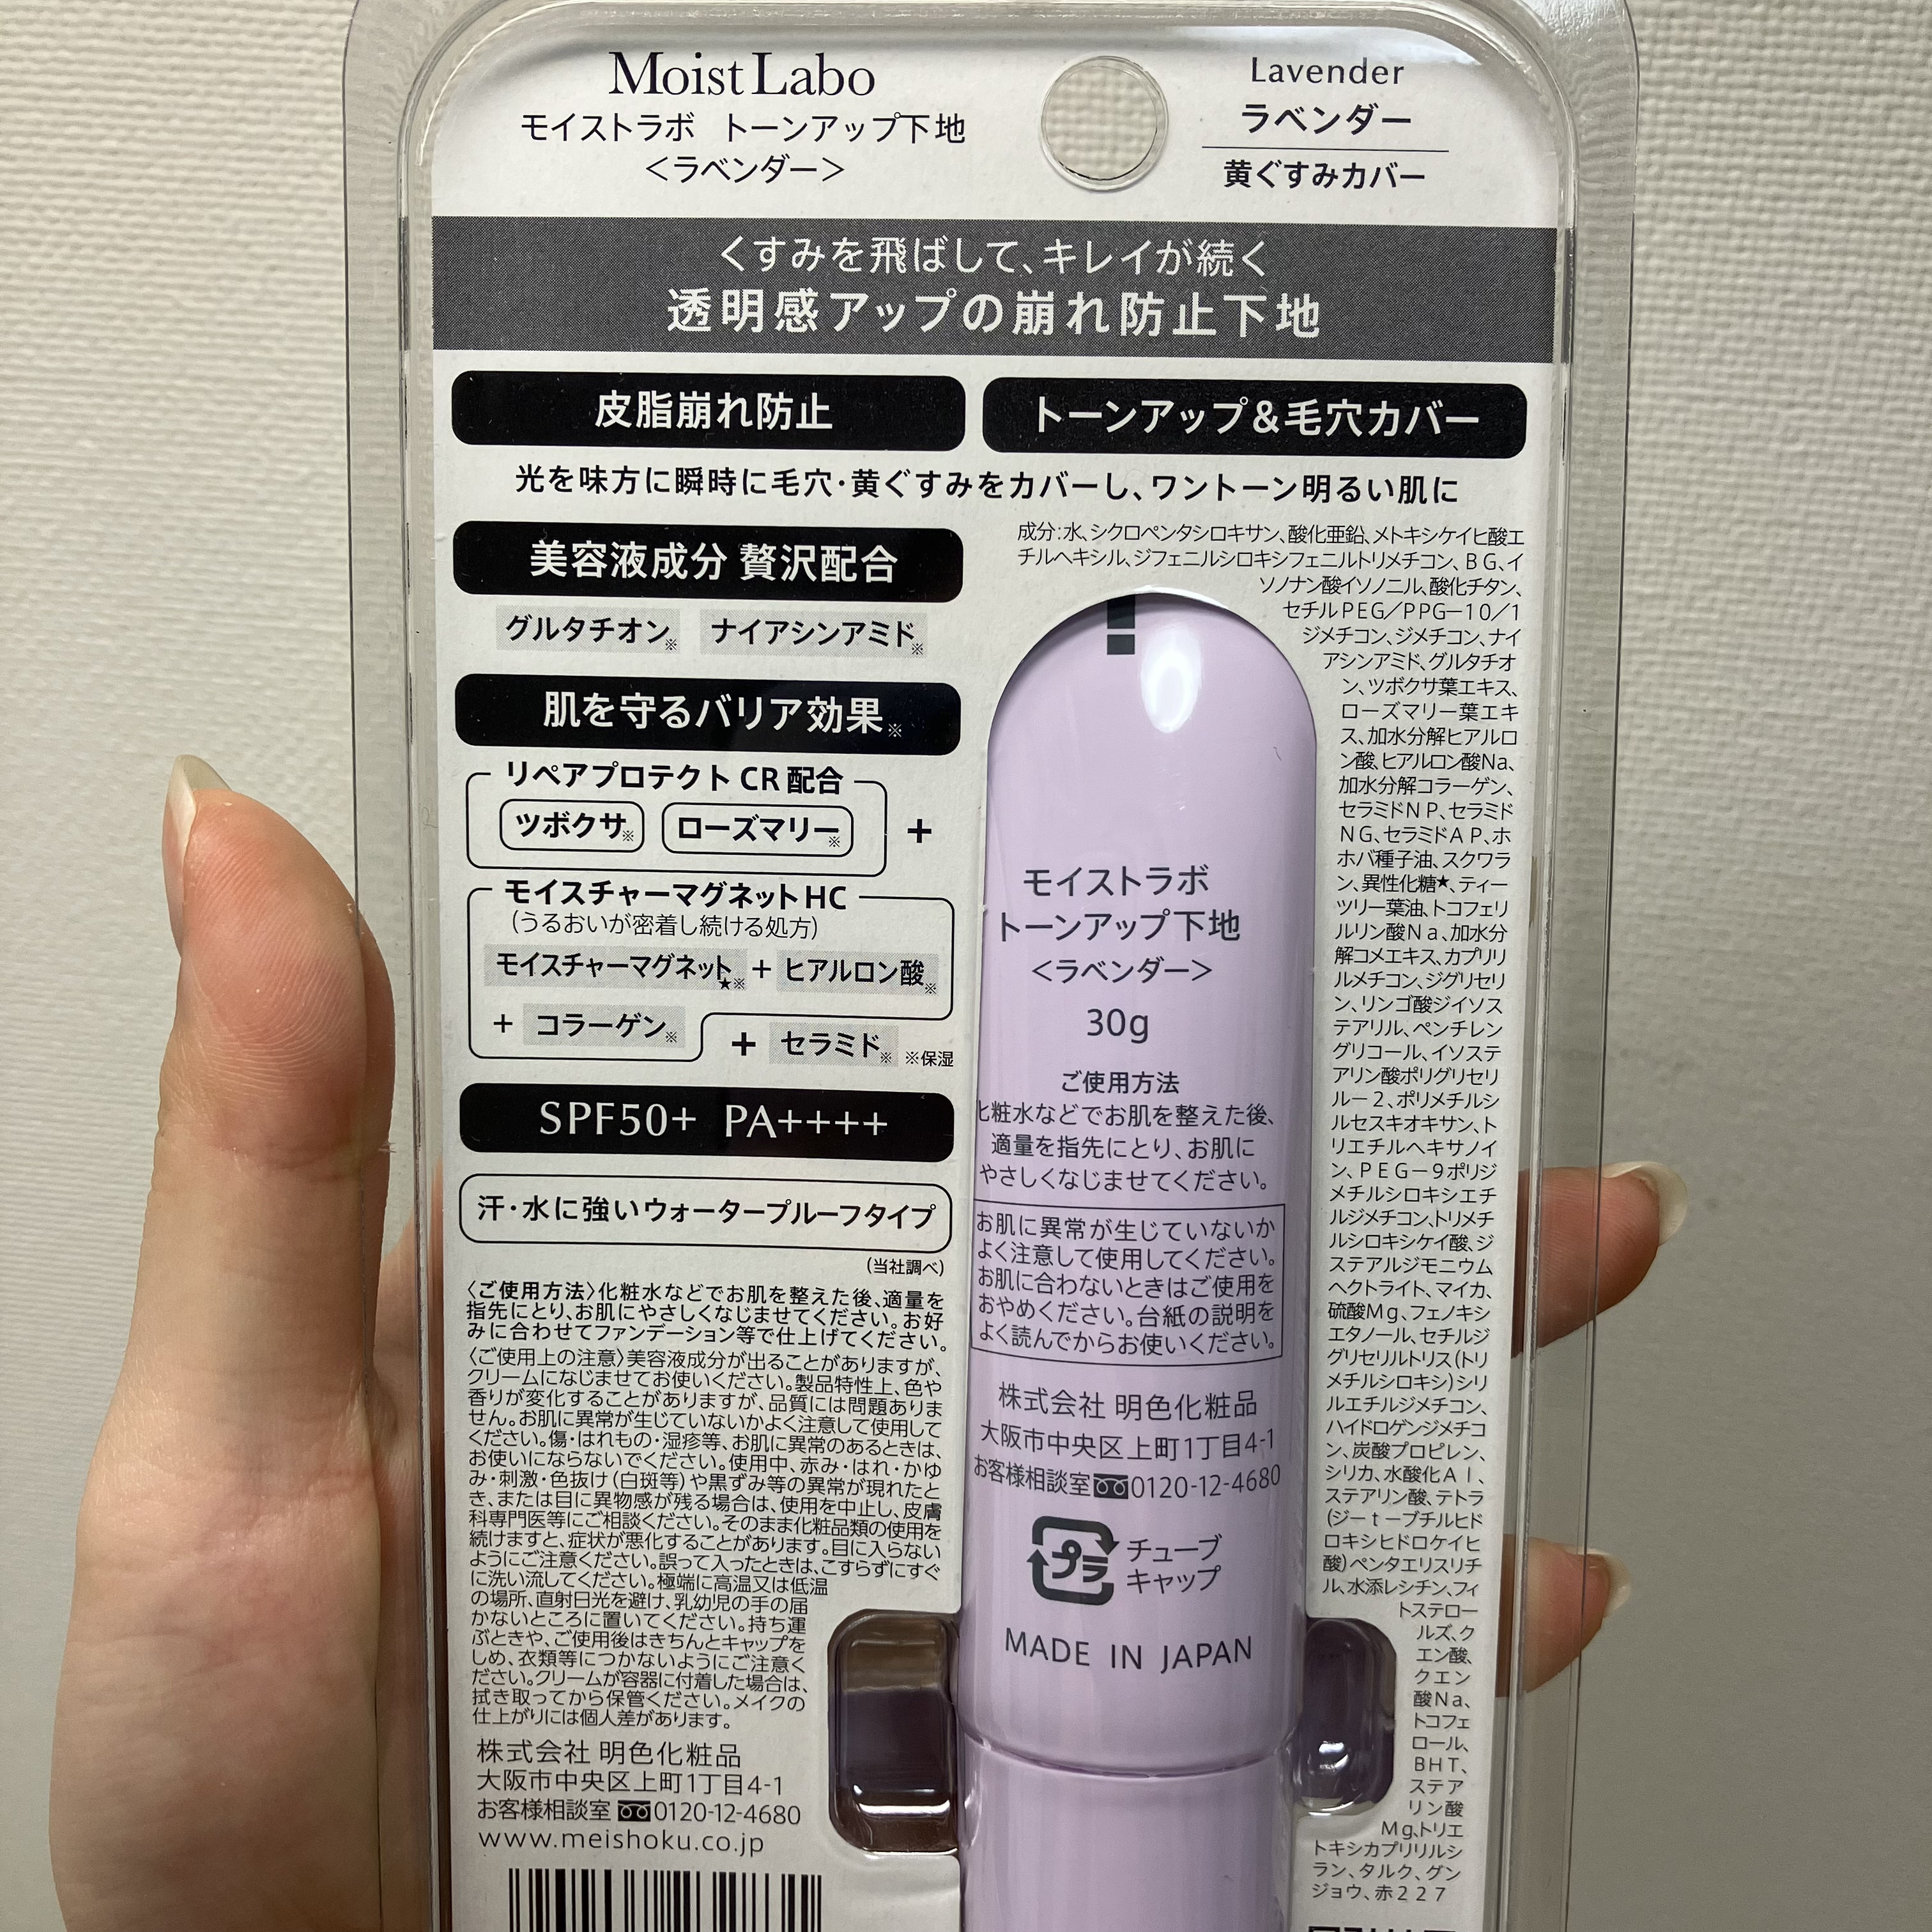 Moist Labo
モイストラボ トーンアップ下地
<ラベンダー>
Lavender
ラベンダー
黄ぐすみカバー
くすみを飛ばして、キレイが続く
透明感アップの崩れ防止下地
皮脂崩れ防止
トーンアップ&毛穴カバー
光を味方に瞬時に毛穴・黄ぐすみをカバーし、ワントーン明るい肌に
美容液成分 贅沢配合
グルタチオン※ ナイアシンアミド※
肌を守るバリア効果※
リペアプロテクト CR 配合
ツボクサ※ ローズマリー※ +
モイスチャーマグネット HC
(うるおいが密着し続ける処方)
モイスチャーマグネット★※ + ヒアルロン酸※
+ コラーゲン※ + セラミド※ ※保湿
SPF50+ PA++++
汗・水に強いウォータープルーフタイプ
(当社調べ)
〈ご使用方法〉化粧水などでお肌を整えた後、適量を
指先にとり、お肌にやさしくなじませてください。お好
みに合わせてファンデーション等で仕上げてください。
〈ご使用上の注意〉美容液成分が出ることがありますが、
クリームになじませてお使いください。製品特性上、色や
香りが変化することがありますが、品質には問題ありま
せん。お肌に異常が生じていないかよく注意して使用して
ください。傷・はれもの・湿疹等、お肌に異常のあるときは、
お使いにならないでください。使用中、赤み・はれ・かゆ
み・刺激・色抜け(白斑等)や黒ずみ等の異常が現れたと
き、または目に異物感が残る場合は、使用を中止し、皮膚
科専門医等にご相談ください。そのまま化粧品類の使用を
続けますと、症状が悪化することがあります。目に入らない
ようにご注意ください。誤って入ったときは、こすらずにすぐ
に洗い流してください。極端に高温又は低温
の場所、直射日光を避け、乳幼児の手の届
かないところに置いてください。持ち運
ぶときや、ご使用後はきちんとキャップを
しめ、衣類等につかないようにご注意く
ださい。クリームが容器に付着した場合は、
拭き取ってから保管ください。メイクの
仕上がりには個人差があります。
株式会社 明色化粧品
大阪市中央区上町1丁目4-1
お客様相談室 0120-12-4680
www.meishoku.co.jp
成分:水、シクロペンタシロキサン、酸化亜鉛、メトキシケイヒ酸エ
チルヘキシル、ジフェニルシロキシフェニルトリメチコン、BG、イ
ソノナン酸イソノニル、酸化チタン、
セチルPEG/PPG-10/1
ジメチコン、ジメチコン、ナイ
アシンアミド、グルタチオ
ン、ツボクサ葉エキス、
ローズマリー葉エキ
ス、加水分解ヒアルロ
ン酸、ヒアルロン酸Na、
加水分解コラーゲン、
セラミドNP、セラミド
NG、セラミドAP、ホ
ホバ種子油、スクワラ
ン、異性化糖★、ティー
ツリー葉油、トコフェリ
ルリン酸Na、加水分
解コメエキス、カプリリ
ルメチコン、ジグリセリ
ン、リンゴ酸ジイソス
テアリル、ペンチレン
グリコール、イソステ
アリン酸ポリグリセリ
ル-2、ポリメチルシ
ルセスキオキサン、ト
リエチルヘキサノイ
ン、PEG-9ポリジ
メチルシロキシエチ
ルジメチコン、トリメチ
ルシロキシケイ酸、ジ
ステアルジモニウム
ヘクトライト、マイカ、
硫酸Mg、フェノキシ
エタノール、セチルジ
グリセリルトリス(トリ
メチルシロキシ)シリ
ルエチルジメチコン、
ハイドロゲンジメチコ
ン、炭酸プロピレン、
シリカ、水酸化Al、
ステアリン酸、テトラ
(ジ-t-ブチルヒド
ロキシヒドロケイヒ
酸)ペンタエリスリチ
ル、水添レシチン、フィ
トステロー
ルズ、ク
エン酸、
クエン
酸Na、
トコフェ
ロール、
BHT、
ステア
リン酸
Mg、トリエ
トキシカプリリルシ
ラン、タルク、グン
ジョウ、赤227
モイストラボ
トーンアップ下地
<ラベンダー>
30g
ご使用方法
化粧水などでお肌を整えた後、
適量を指先にとり、お肌に
やさしくなじませてください。
お肌に異常が生じていないか
よく注意して使用してください。
お肌に合わないときはご使用を
おやめください。台紙の説明を
よく読んでからお使いください。
株式会社 明色化粧品
大阪市中央区上町1丁目4-1
お客様相談室 0120-12-4680
プラ チューブ
キャップ
MADE IN JAPAN